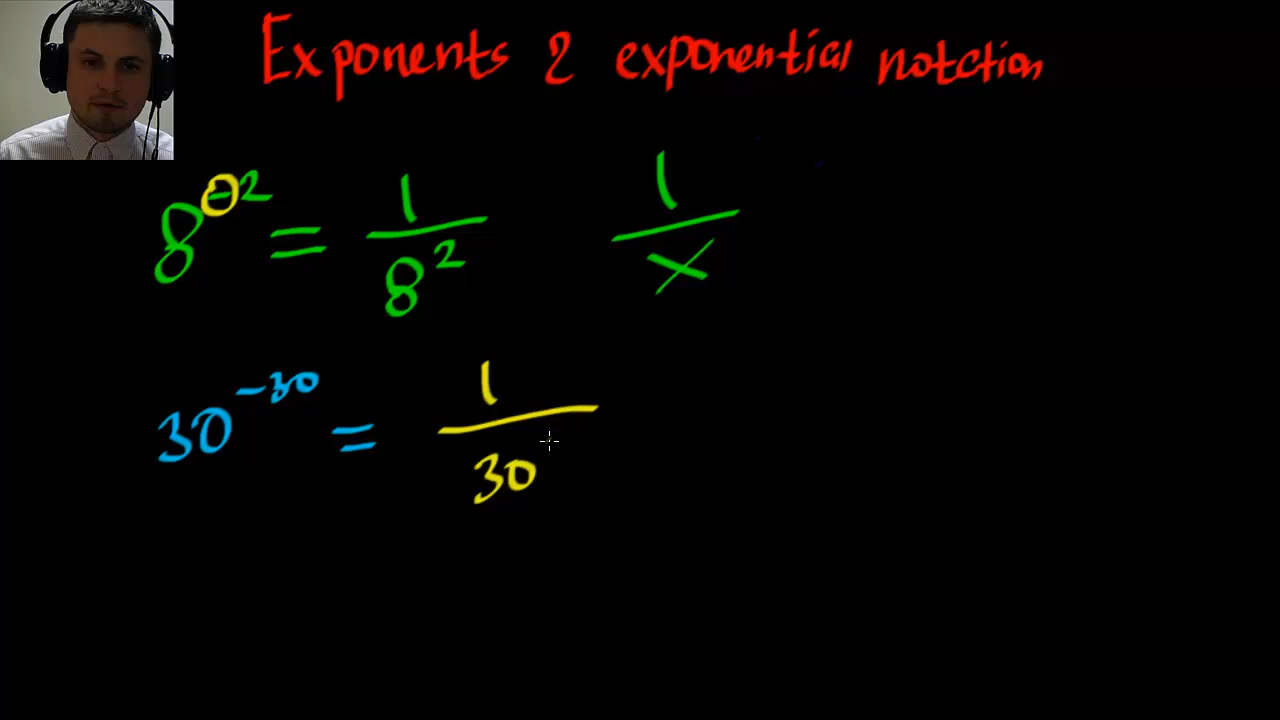 Exponents 2 exponential notation
8⁻² = 1/8² 1/x
30⁻³⁰ = 1/30